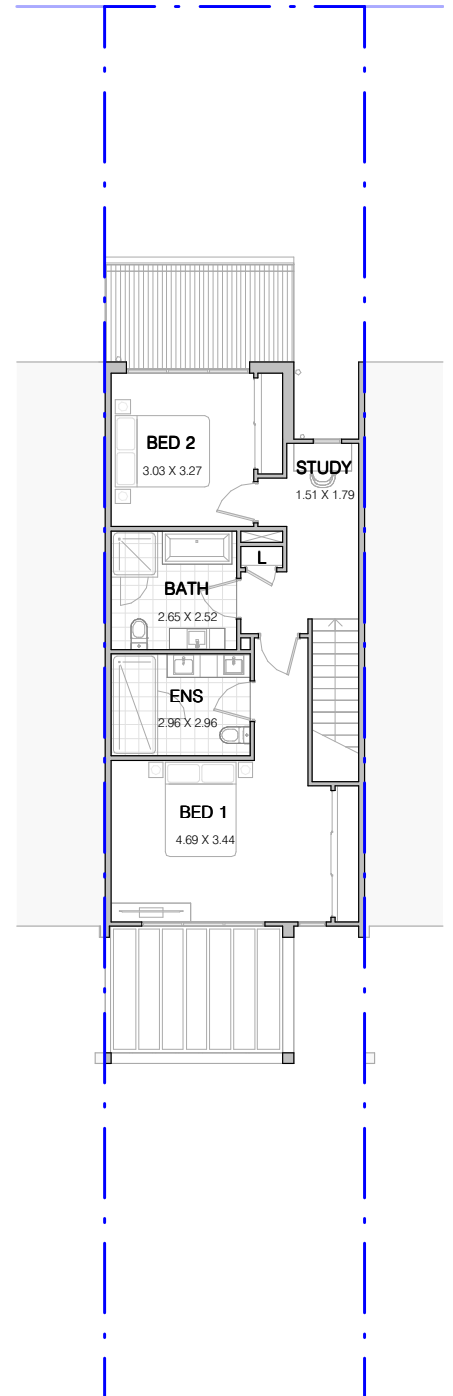 BED 2
3.03 X 3.27
STUDY
1.51 X 1.79
L
BATH
2.65 X 2.52
ENS
2.96 X 2.96
BED 1
4.69 X 3.44